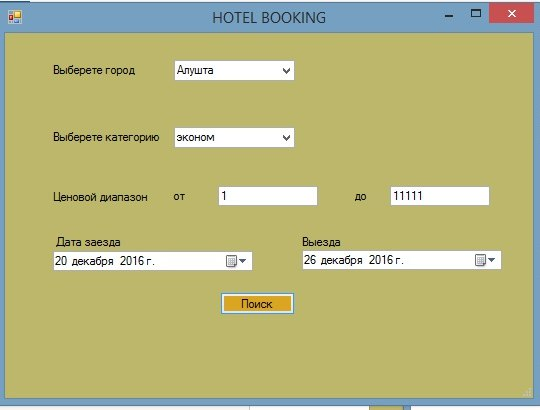 HOTEL BOOKING
Выберете город Алушта
Выберете категорию эконом
Ценовой диапазон от 1 до 11111
Дата заезда Выезда
20 декабря 2016 г. 26 декабря 2016 г.
Поиск